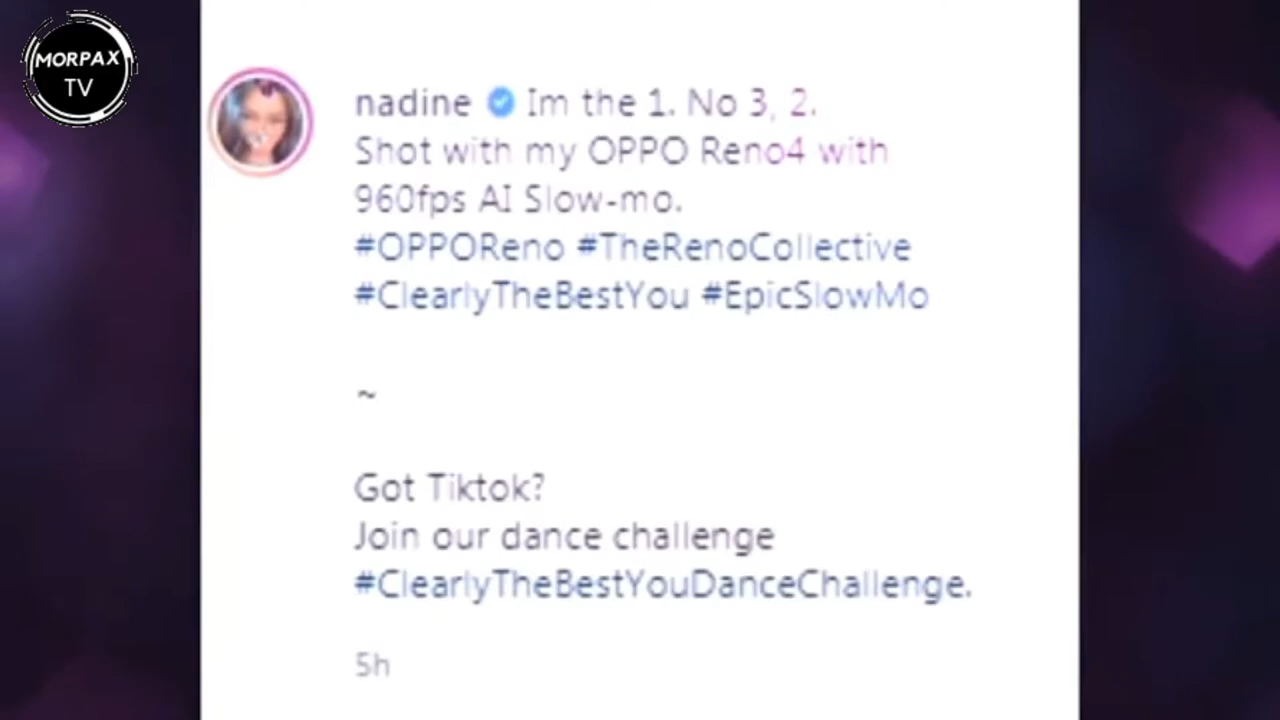 MORPAX
TV
nadine Im the 1. No 3, 2.
Shot with my OPPO Reno4 with
960fps AI Slow-mo.
#OPPOReno #TheRenoCollective
#ClearlyTheBestYou #EpicSlowMo
~
Got Tiktok?
Join our dance challenge
#ClearlyTheBestYouDanceChallenge.
5h